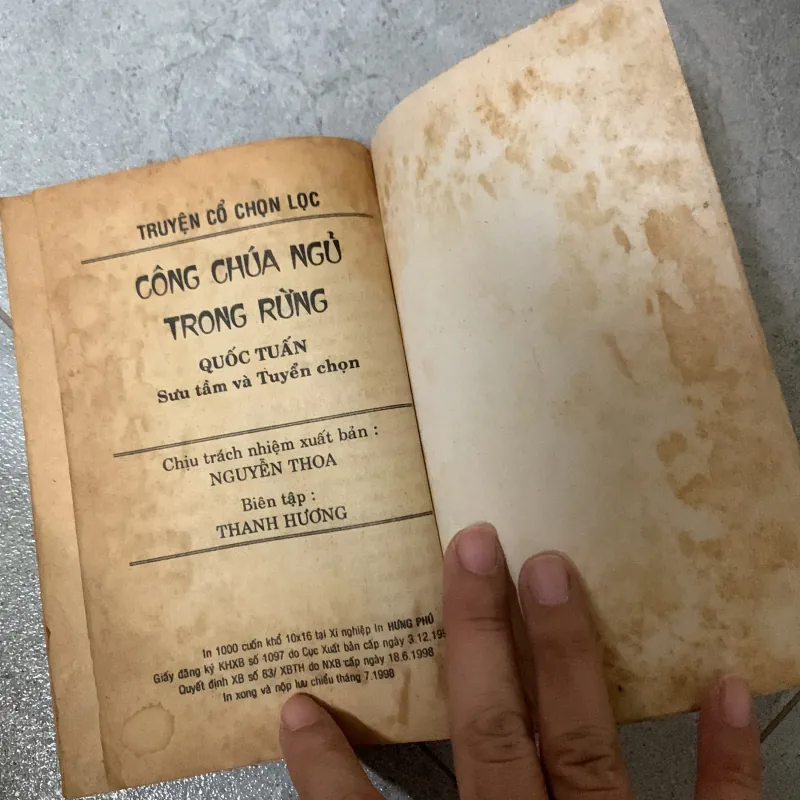 TRUYỆN CỔ CHỌN LỌC
CÔNG CHÚA NGỦ
TRONG RỪNG
QUỐC TUẤN
Sưu tầm và Tuyển chọn
Chịu trách nhiệm xuất bản :
NGUYỄN THOA
Biên tập :
THANH HƯƠNG
In 1000 cuốn khổ 10x16 tại Xí nghiệp In HƯNG PHÚ
Giấy đăng ký KHXB số 1097 do Cục Xuất bản cấp ngày 3.12.199
Quyết định XB số 63/ XBTH do NXB cấp ngày 18.6.1998
In xong và nộp lưu chiểu tháng 7.1998